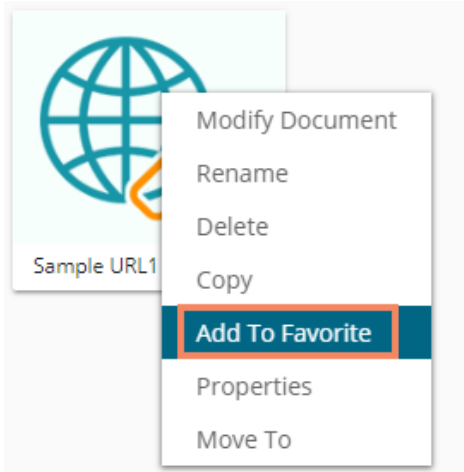 Modify Document
Rename
Delete
Sample URL1
Copy
Add To Favorite
Properties
Move To